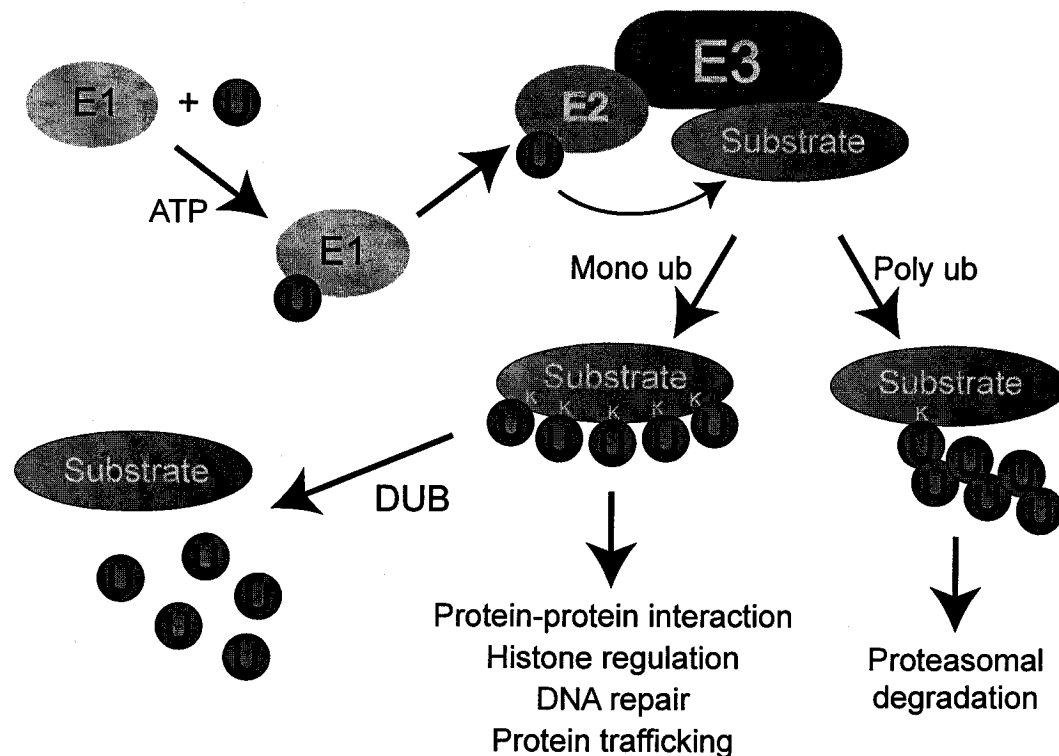 E3
E1 + U
E2
U
Substrate
ATP
E1
U
Mono ub
Poly ub
Substrate
K K K K K
U U U U U
Substrate
K
U U U U U U
Substrate
DUB
U U U U U
Protein-protein interaction
Histone regulation
DNA repair
Protein trafficking
Proteasomal
degradation